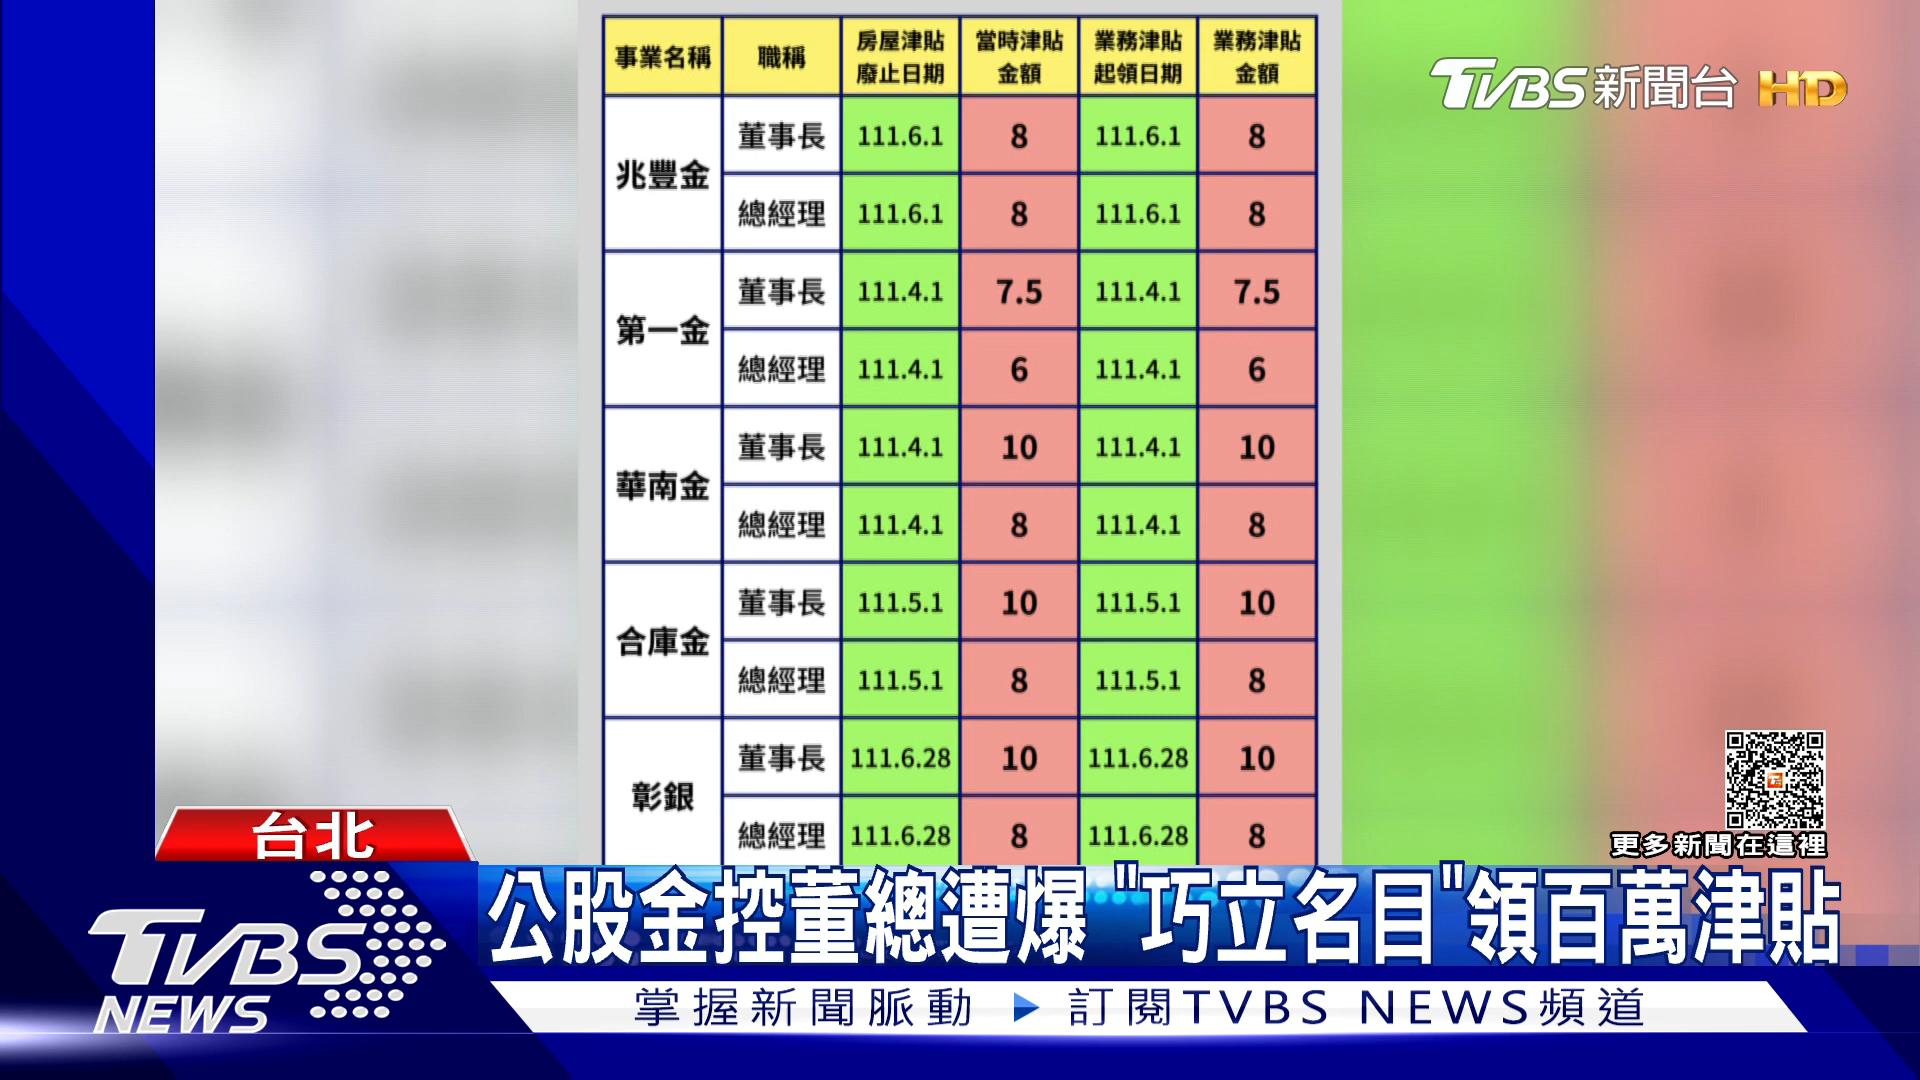 事業名稱 職稱 房屋津貼廢止日期 當時津貼金額 業務津貼起領日期 業務津貼金額
兆豐金 董事長 111.6.1 8 111.6.1 8
總經理 111.6.1 8 111.6.1 8
第一金 董事長 111.4.1 7.5 111.4.1 7.5
總經理 111.4.1 6 111.4.1 6
華南金 董事長 111.4.1 10 111.4.1 10
總經理 111.4.1 8 111.4.1 8
合庫金 董事長 111.5.1 10 111.5.1 10
總經理 111.5.1 8 111.5.1 8
彰銀 董事長 111.6.28 10 111.6.28 10
總經理 111.6.28 8 111.6.28 8
TVBS新聞台 HD
更多新聞在這裡
台北
公股金控董總遭爆 "巧立名目"領百萬津貼
TVBS
NEWS
掌握新聞脈動 ▶ 訂閱TVBS NEWS頻道